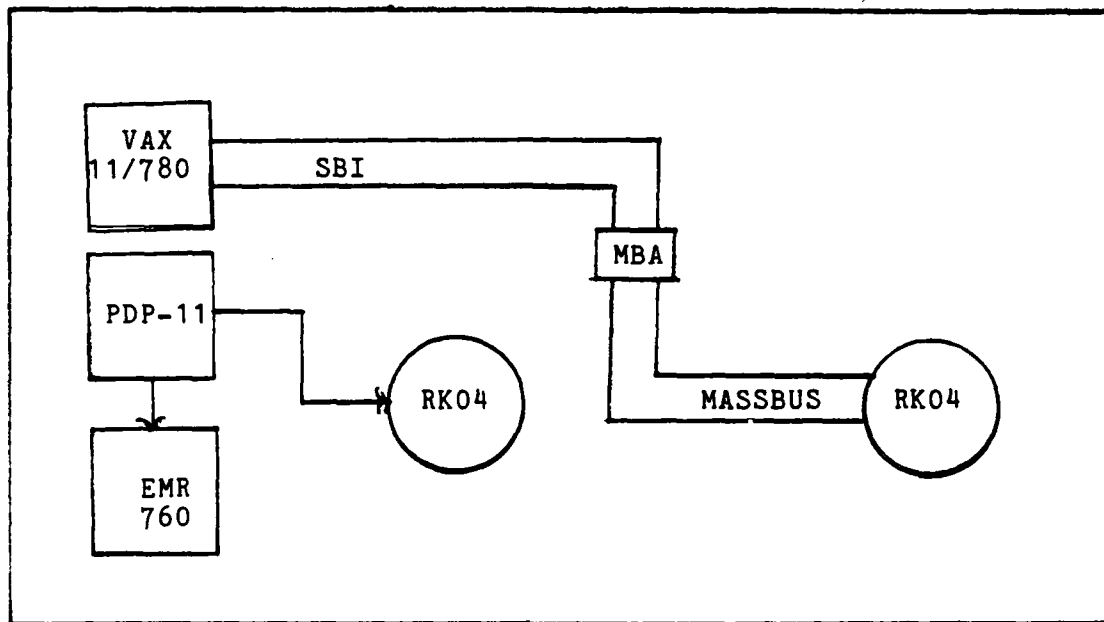 VAX
11/780
SBI
MBA
PDP-11
RK04
MASSBUS
RK04
EMR
760